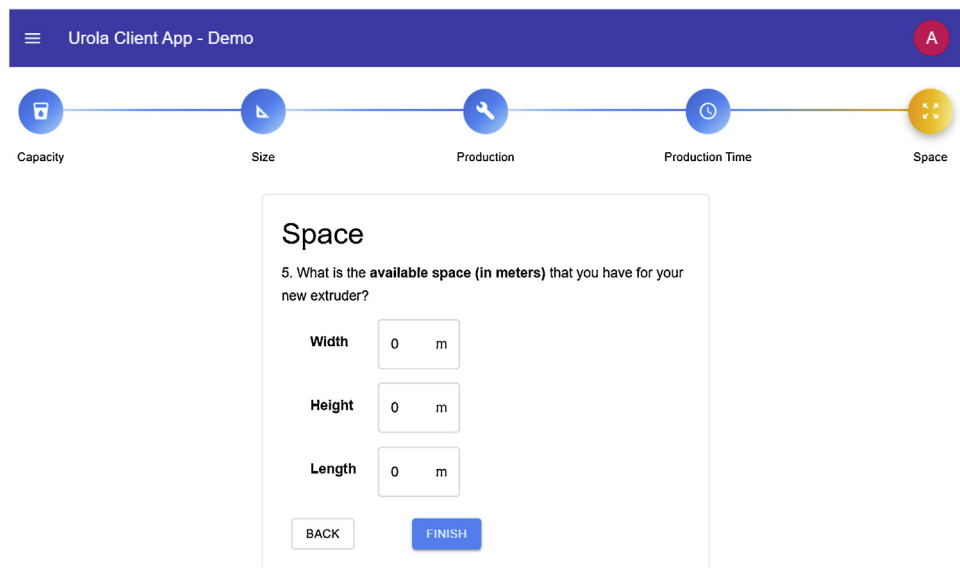 Urola Client App - Demo
A
Capacity
Size
Production
Production Time
Space
Space
5. What is the available space (in meters) that you have for your
new extruder?
Width
0 m
Height
0 m
Length
0 m
BACK
FINISH